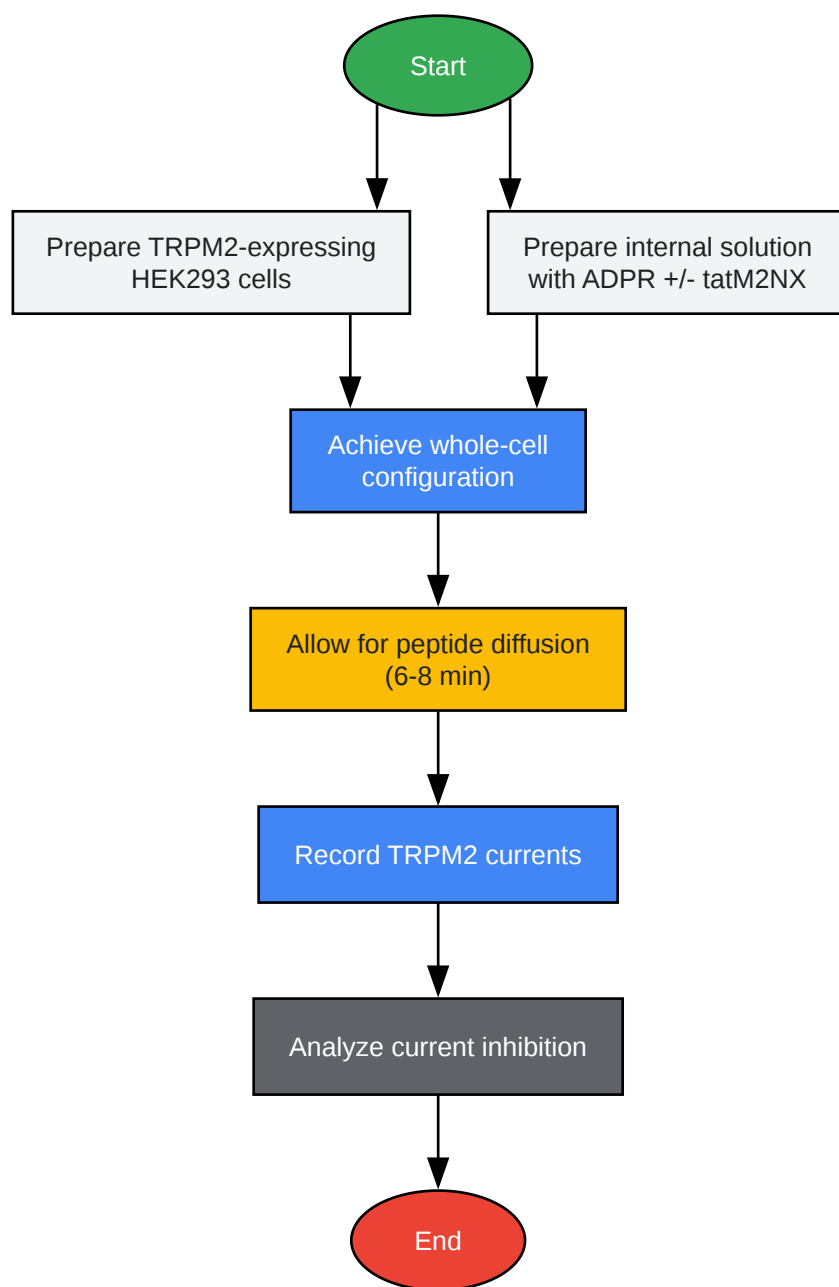 Start
Prepare TRPM2-expressing
HEK293 cells
Prepare internal solution
with ADPR +/- tatM2NX
Achieve whole-cell
configuration
Allow for peptide diffusion
(6-8 min)
Record TRPM2 currents
Analyze current inhibition
End